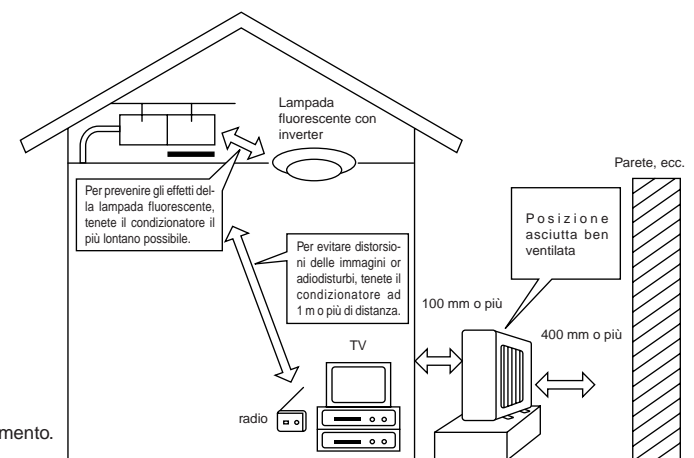 Lampada
fluorescente con
inverter
Parete, ecc.
Per prevenire gli effetti del-
la lampada fluorescente,
tenete il condizionatore il
più lontano possibile.
Posizione
asciutta ben
ventilata
Per evitare distorsio-
ni delle immagini or
adiodisturbi, tenete il
condizionatore ad
1 m o più di distanza.
100 mm o più
400 mm o più
TV
radio
mento.